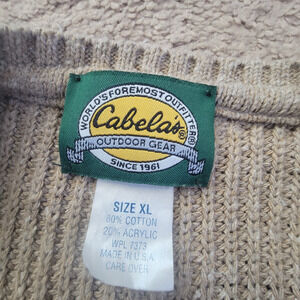 WORLD'S FOREMOST OUTFITTER®
Cabela's®
OUTDOOR GEAR
SINCE 1961
SIZE XL
80% COTTON
20% ACRYLIC
WPL 7373
MADE IN U.S.A.
CARE OVER